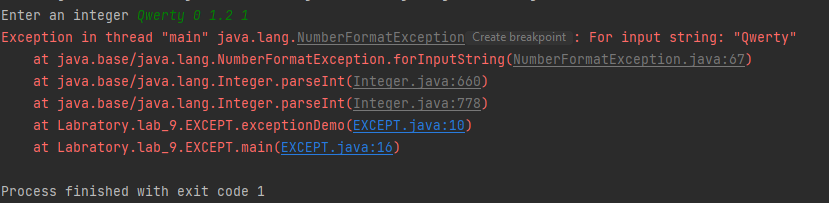 Enter an integer Qwerty 0 1.2 1
Exception in thread "main" java.lang.NumberFormatException Create breakpoint : For input string: "Qwerty"
at java.base/java.lang.NumberFormatException.forInputString(NumberFormatException.java:67)
at java.base/java.lang.Integer.parseInt(Integer.java:660)
at java.base/java.lang.Integer.parseInt(Integer.java:778)
at Labratory.lab_9.EXCEPT.exceptionDemo(EXCEPT.java:10)
at Labratory.lab_9.EXCEPT.main(EXCEPT.java:16)
Process finished with exit code 1